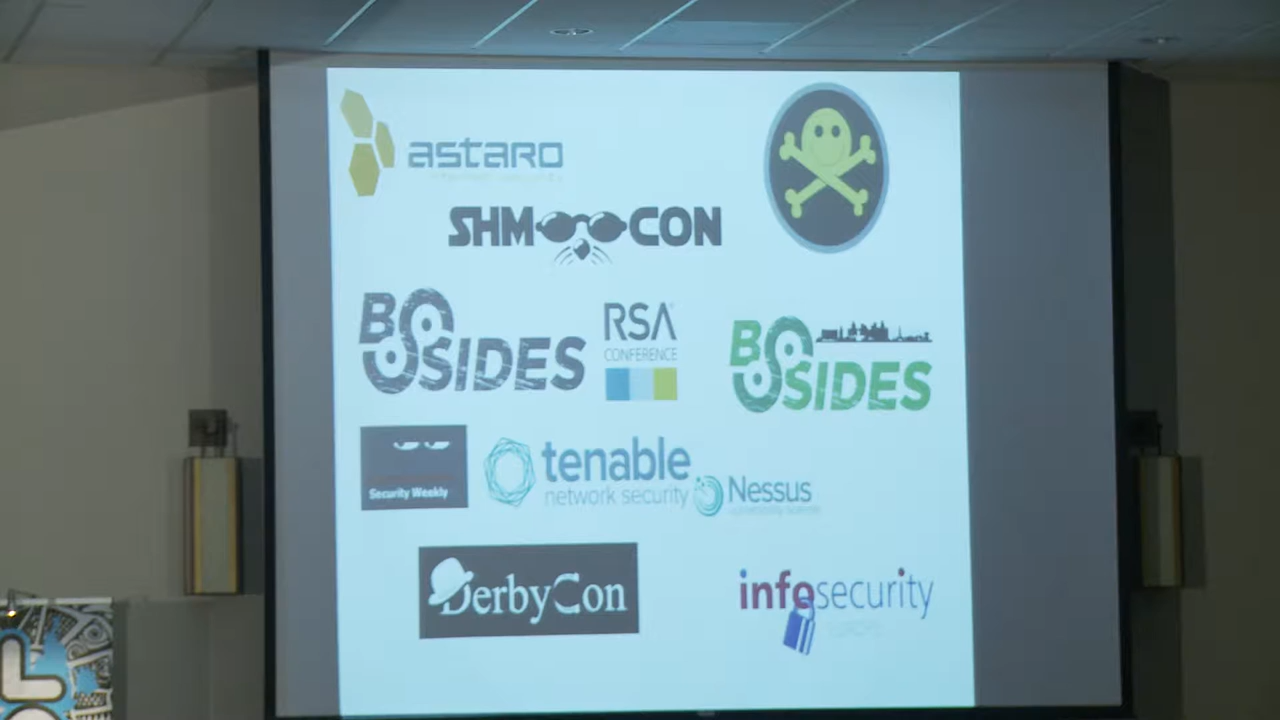 astaro
SHMOOCON
BSIDES
RSA
CONFERENCE
BSIDES
Security Weekly
tenable
network security
Nessus
DerbyCon
infosecurity